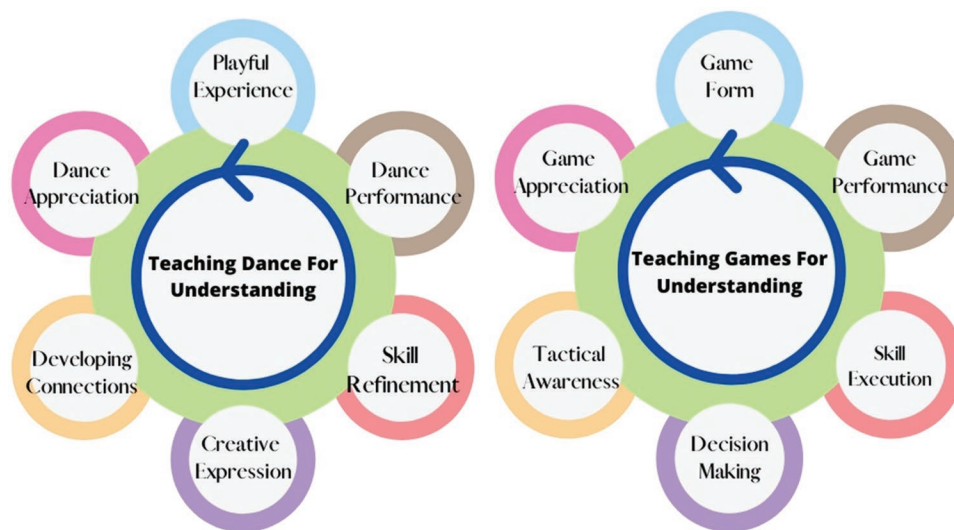 Playful
Experience
Dance
Appreciation
Dance
Performance
Teaching Dance For
Understanding
Developing
Connections
Skill
Refinement
Creative
Expression
Game
Form
Game
Appreciation
Game
Performance
Teaching Games For
Understanding
Tactical
Awareness
Skill
Execution
Decision
Making